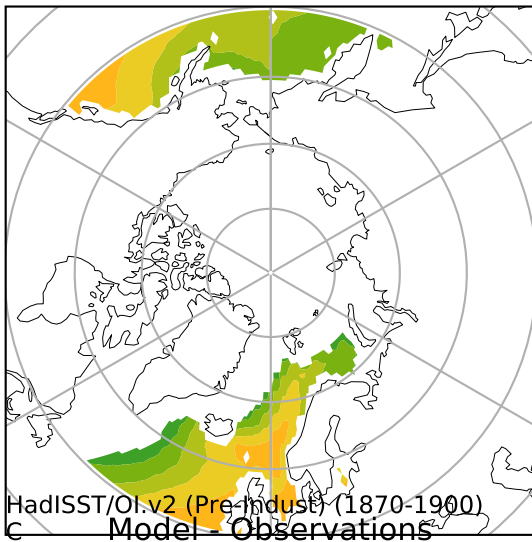 HadISST/OI.v2 (Pre-Indust) (1870-1900)
C Model - Observations